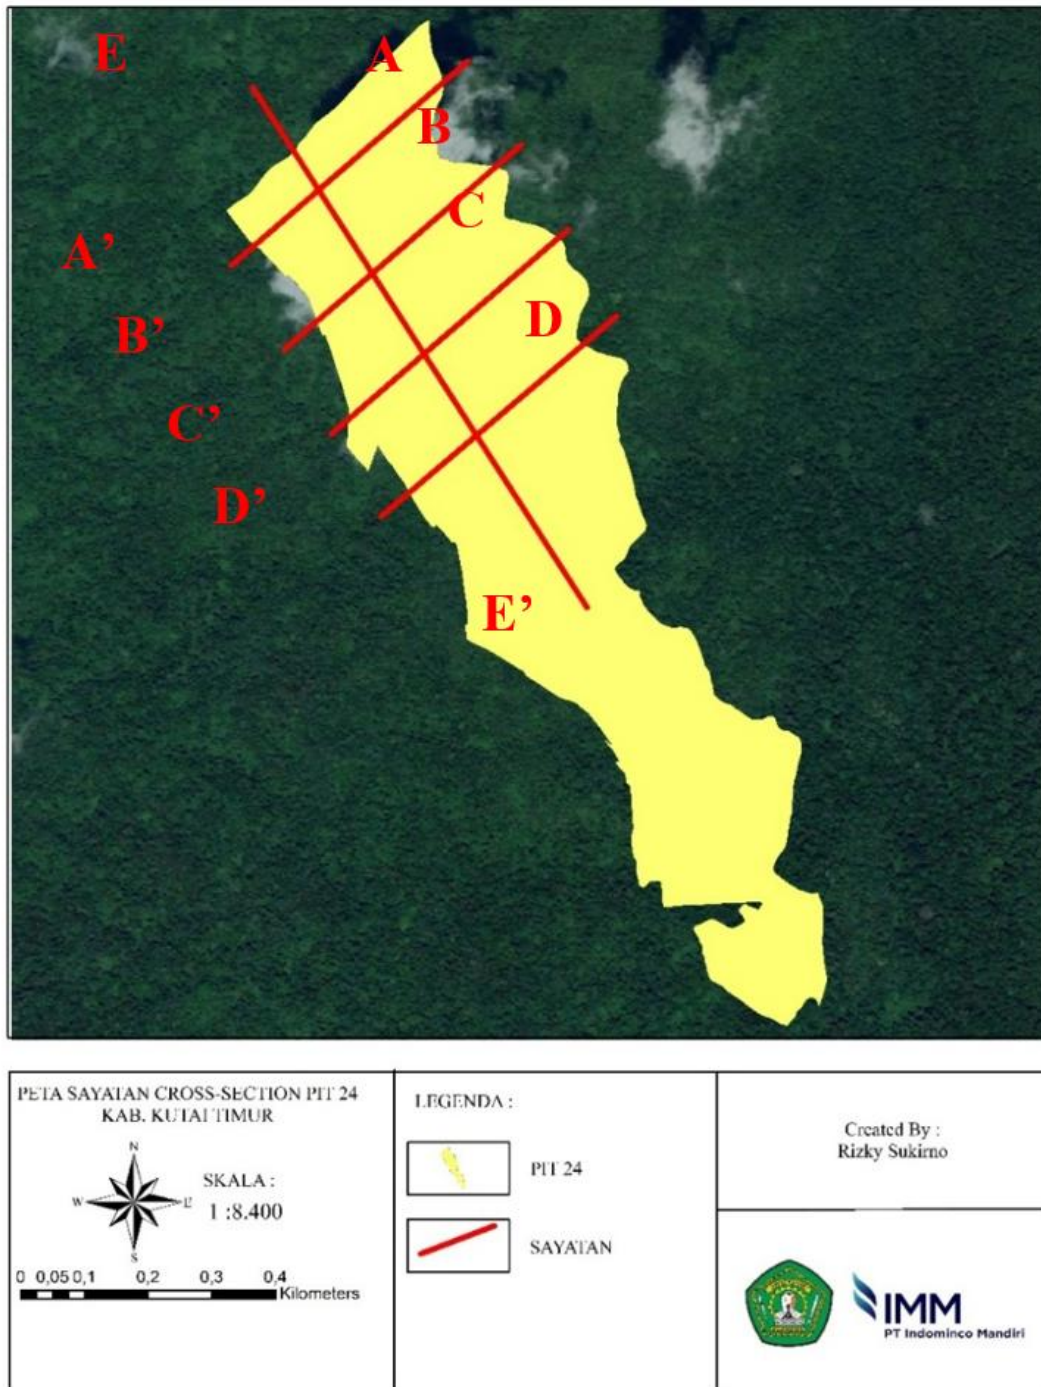 E
A
B
C
A’
B’
D
C’
D’
E’
PETA SAYATAN CROSS-SECTION PIT 24
KAB. KUTAI TIMUR
N
W
E
S
SKALA :
1 :8.400
0 0,05 0,1 0,2 0,3 0,4
Kilometers
LEGENDA :
PIT 24
SAYATAN
Created By :
Rizky Sukirno
IMM
PT Indominco Mandiri